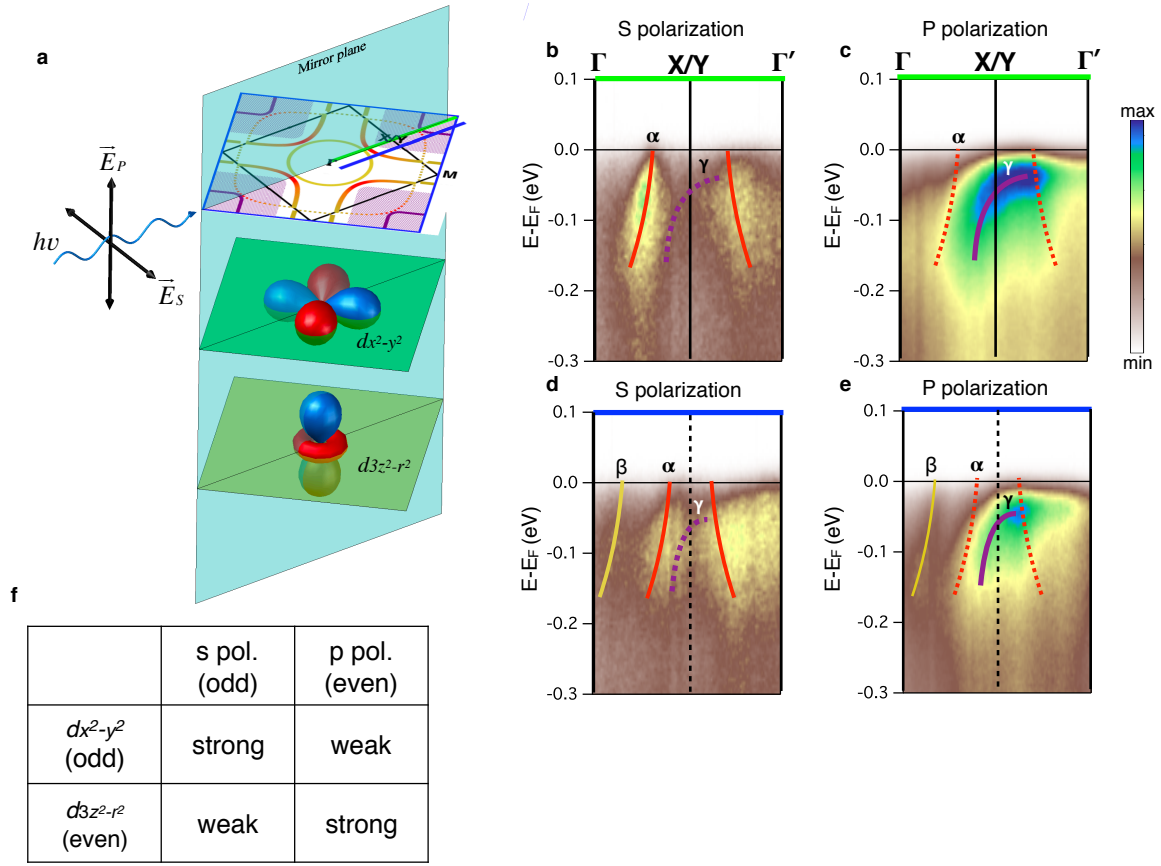 a
Mirror plane
Γ
X/Y
M
E_P
hν
E_S
dx²-y²
d3z²-r²
b
S polarization
Γ X/Y Γ′
0.1
0.0
-0.1
-0.2
-0.3
E-E_F (eV)
α
γ
c
P polarization
Γ X/Y Γ′
0.1
0.0
-0.1
-0.2
-0.3
E-E_F (eV)
α
γ
max
min
d
S polarization
0.1
0.0
-0.1
-0.2
-0.3
E-E_F (eV)
β
α
γ
e
P polarization
0.1
0.0
-0.1
-0.2
-0.3
E-E_F (eV)
β
α
γ
f
s pol.
(odd)
p pol.
(even)
dx²-y²
(odd)
strong
weak
d3z²-r²
(even)
weak
strong